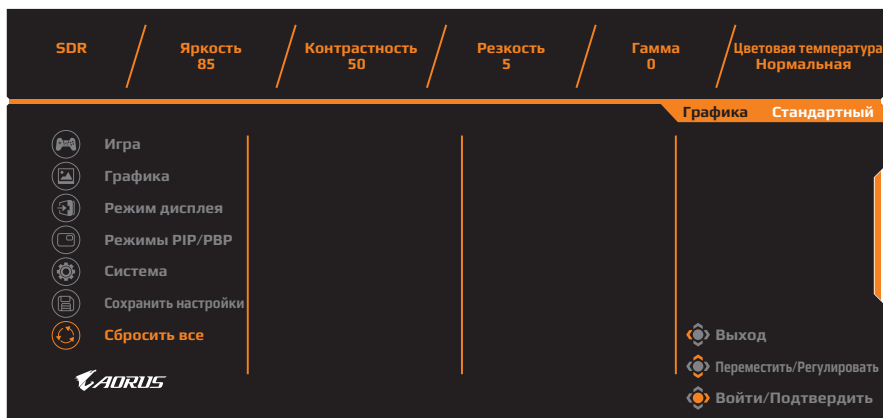 SDR
Яркость
85
Контрастность
50
Резкость
5
Гамма
0
Цветовая температура
Нормальная
Графика Стандартный
Игра
Графика
Режим дисплея
Режимы PIP/PBP
Система
Сохранить настройки
Сбросить все
AORUS
Выход
Переместить/Регулировать
Войти/Подтвердить